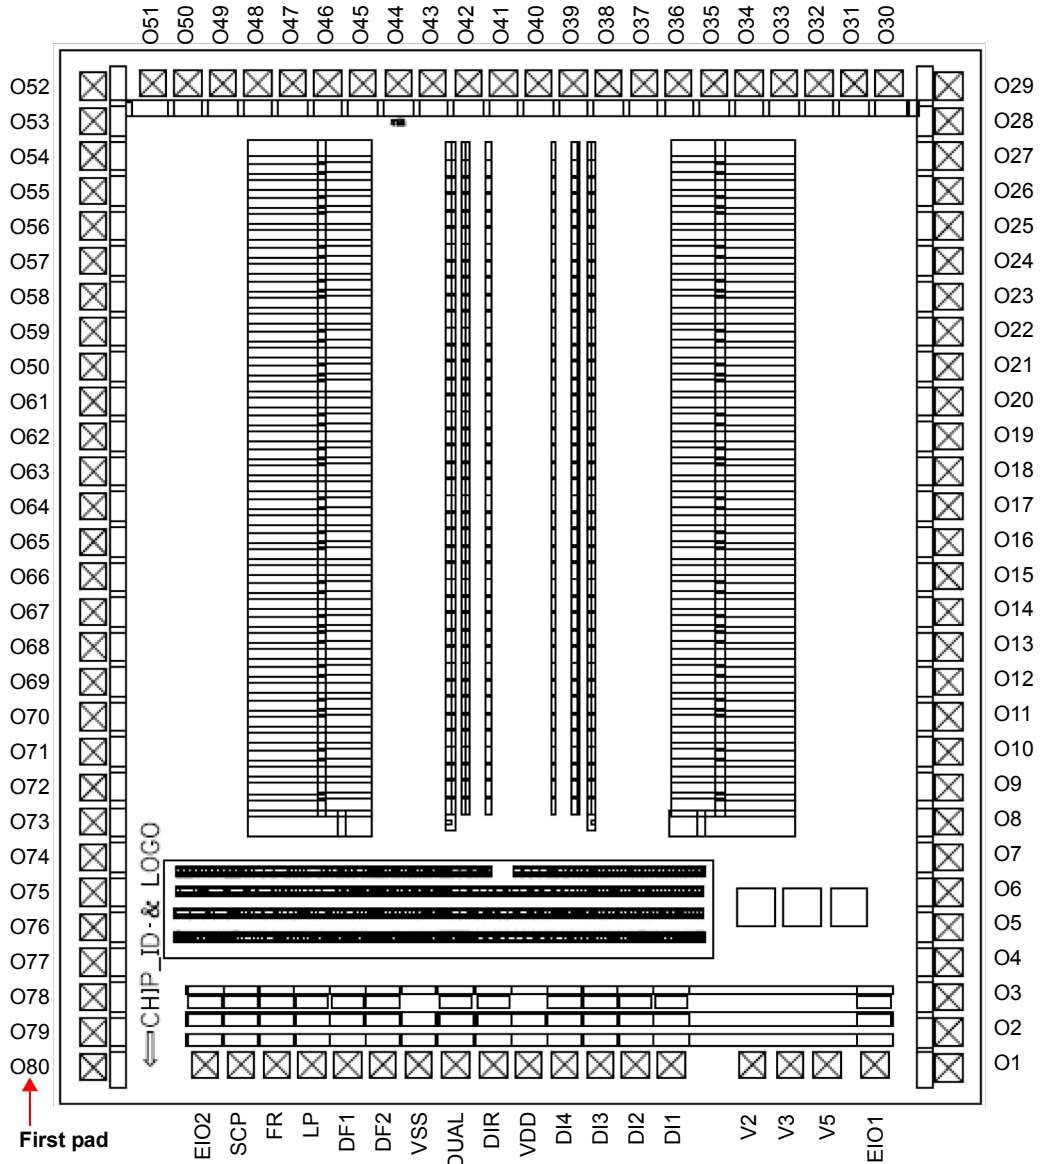 O51 O50 O49 O48 O47 O46 O45 O44 O43 O42 O41 O40 O39 O38 O37 O36 O35 O34 O33 O32 O31 O30
O52 O29
O53 O28
O54 O27
O55 O26
O56 O25
O57 O24
O58 O23
O59 O22
O50 O21
O61 O20
O62 O19
O63 O18
O64 O17
O65 O16
O66 O15
O67 O14
O68 O13
O69 O12
O70 O11
O71 O10
O72 O9
O73 O8
O74 O7
O75 O6
O76 O5
O77 O4
O78 O3
O79 O2
O80 O1
CHIP_ID-& LOGO
First pad
EIO2 SCP FR LP DF1 DF2 VSS DUAL DIR VDD DI4 DI3 DI2 DI1 V2 V3 V5 EIO1